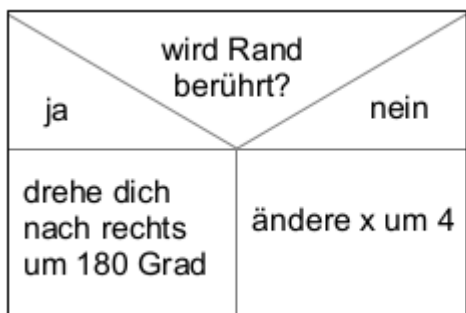 wird Rand
berührt?
ja
nein
drehe dich
nach rechts
um 180 Grad
ändere x um 4